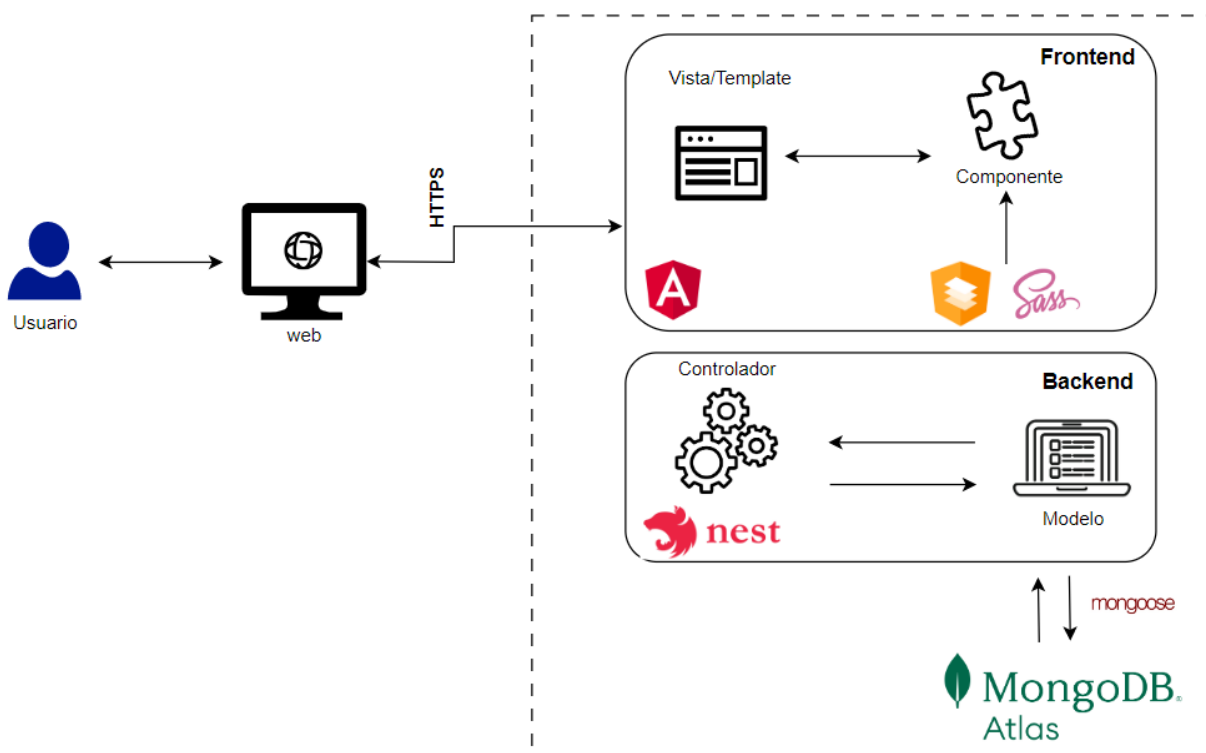 Frontend
Vista/Template
Componente
HTTPS
Usuario
web
Sass
Controlador
Backend
nest
Modelo
mongoose
MongoDB®
Atlas